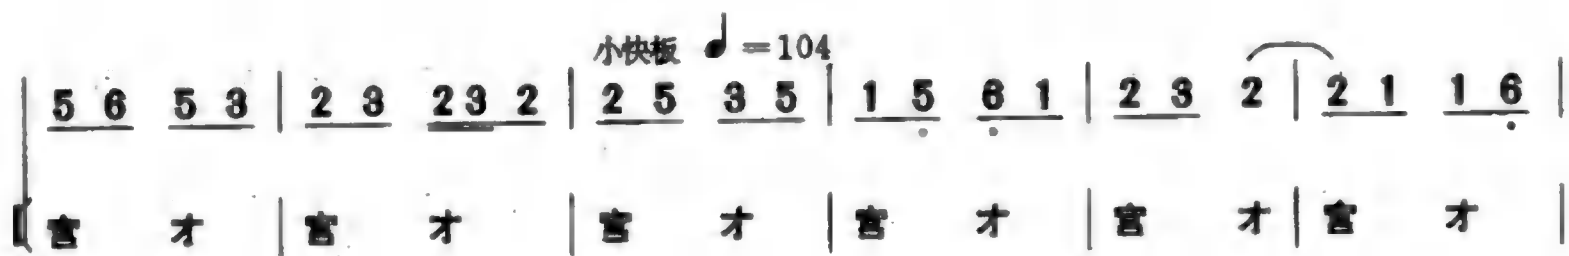 小快板 ♩=104
5 6 5 3 | 2 3 2 3 2 | 2 5 3 5 | 1 5̣ 6̣ 1 | 2 3 2 | 2 1 1 6̣ |
宫 才 | 宫 才 | 宫 才 | 宫 才 | 宫 才 | 宫 才 |